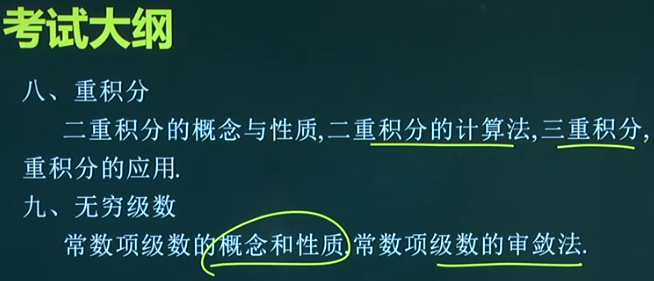 考试大纲
八、重积分
二重积分的概念与性质,二重积分的计算法,三重积分,
重积分的应用.
九、无穷级数
常数项级数的概念和性质,常数项级数的审敛法.